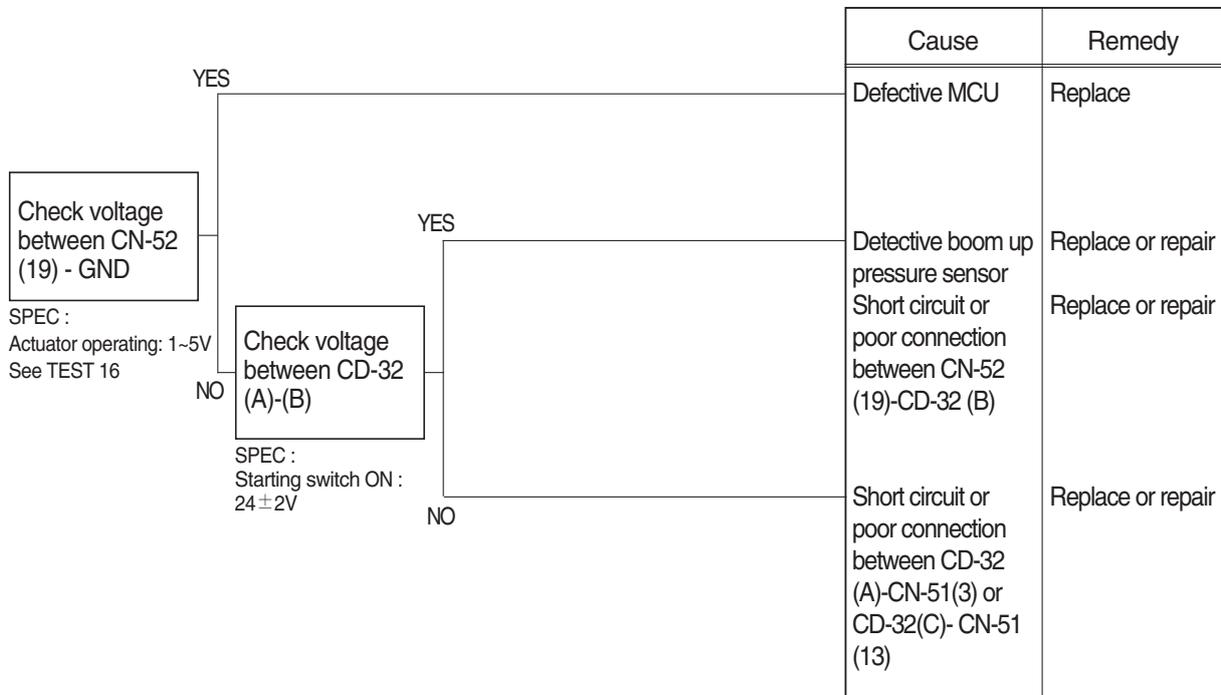 Cause Remedy
YES
Defective MCU Replace
Check voltage
between CN-52
(19) - GND
SPEC :
Actuator operating: 1~5V
See TEST 16
YES
Detective boom up Replace or repair
pressure sensor
Short circuit or Replace or repair
poor connection
between CN-52
(19)-CD-32 (B)
NO
Check voltage
between CD-32
(A)-(B)
SPEC :
Starting switch ON :
24±2V
NO
Short circuit or Replace or repair
poor connection
between CD-32
(A)-CN-51(3) or
CD-32(C)- CN-51
(13)